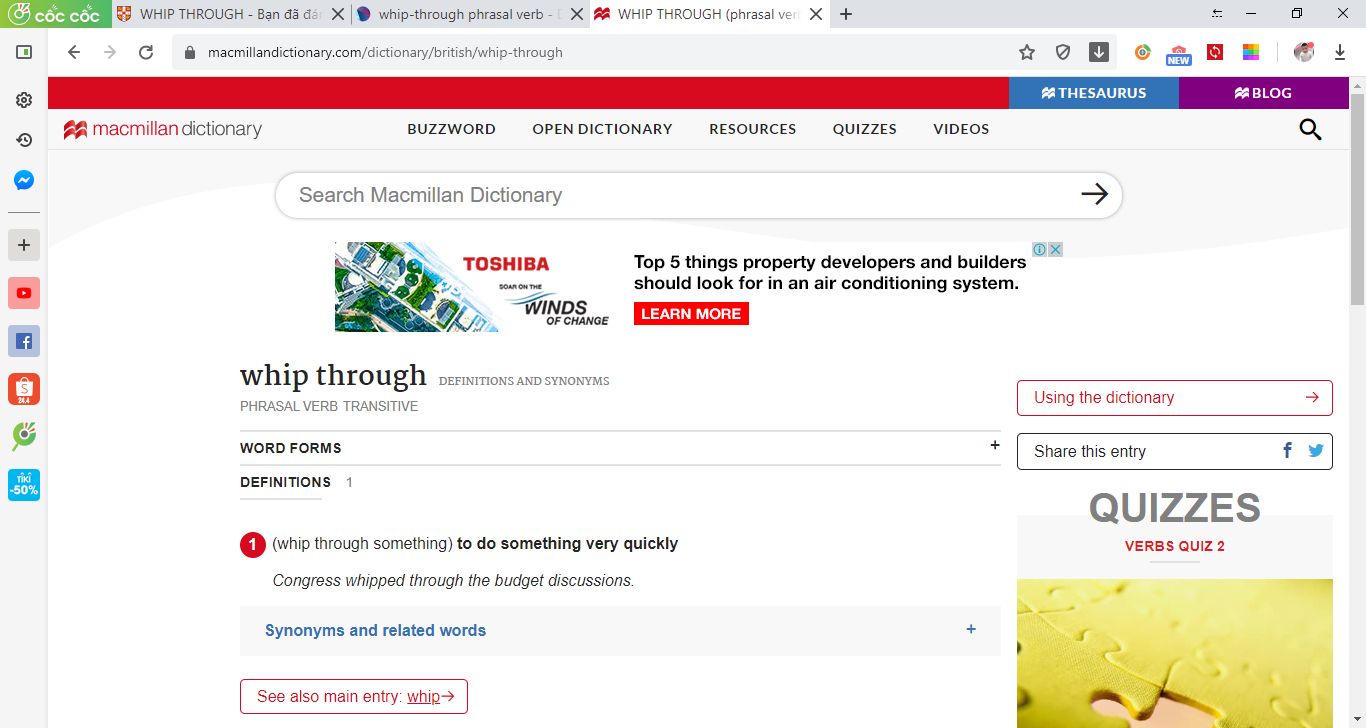 cốc cốc
WHIP THROUGH - Bạn đã đán
whip-through phrasal verb - D
WHIP THROUGH (phrasal ver
macmillandictionary.com/dictionary/british/whip-through
NEW
THESAURUS
BLOG
macmillan dictionary
BUZZWORD
OPEN DICTIONARY
RESOURCES
QUIZZES
VIDEOS
Search Macmillan Dictionary
TOSHIBA
SOAR ON THE
WINDS
OF CHANGE
Top 5 things property developers and builders
should look for in an air conditioning system.
LEARN MORE
whip through DEFINITIONS AND SYNONYMS
PHRASAL VERB TRANSITIVE
WORD FORMS +
DEFINITIONS 1
1 (whip through something) to do something very quickly
Congress whipped through the budget discussions.
Synonyms and related words +
See also main entry: whip→
Using the dictionary →
Share this entry
QUIZZES
VERBS QUIZ 2
S
24.4
TIKI
-50%